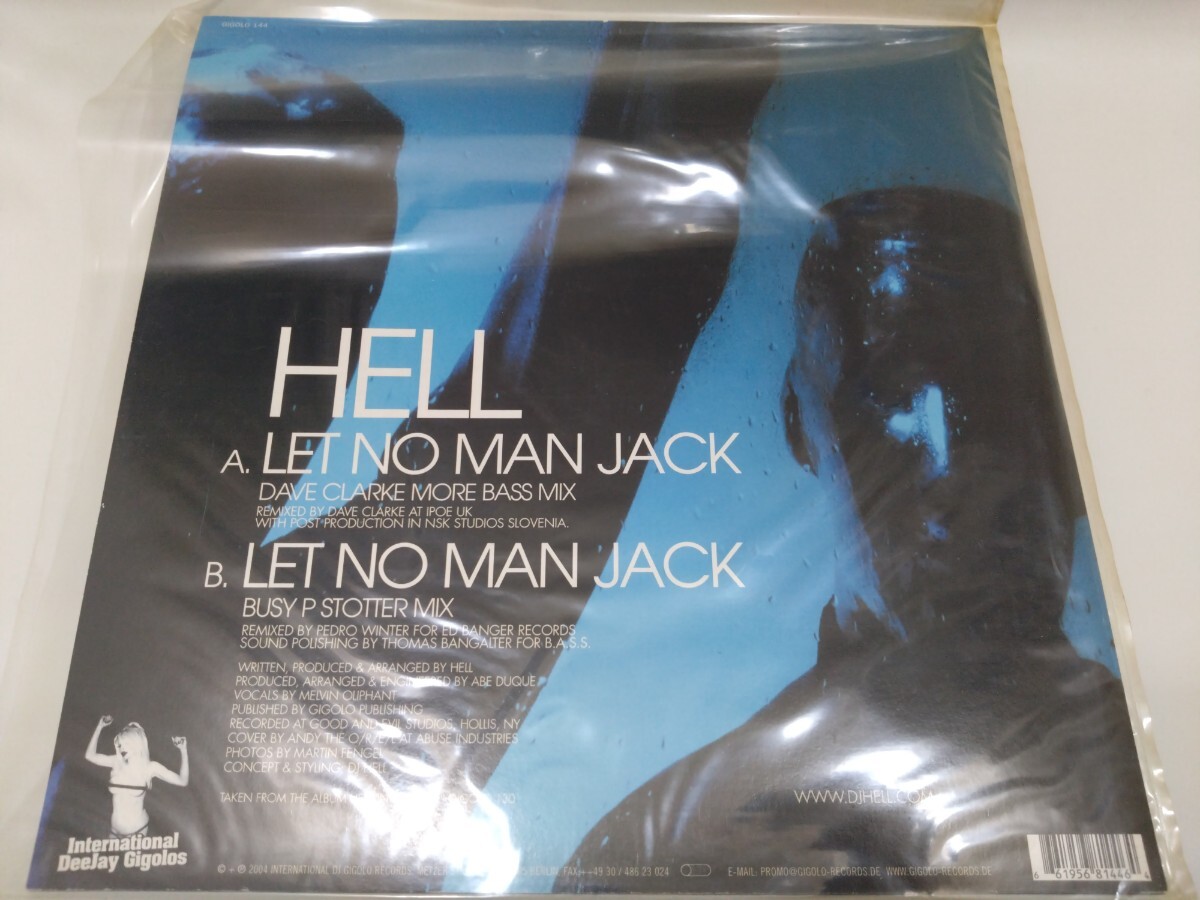 GIGOLO 144
HELL
A. LET NO MAN JACK
DAVE CLARKE MORE BASS MIX
REMIXED BY DAVE CLARKE AT IPOE UK
WITH POST PRODUCTION IN NSK STUDIOS SLOVENIA.
B. LET NO MAN JACK
BUSY P STOTTER MIX
REMIXED BY PEDRO WINTER FOR ED BANGER RECORDS
SOUND POLISHING BY THOMAS BANGALTER FOR B.A.S.S.
WRITTEN, PRODUCED & ARRANGED BY HELL
PRODUCED, ARRANGED & ENGINEERED BY ABE DUQUE
VOCALS BY MELVIN OLIPHANT
PUBLISHED BY GIGOLO PUBLISHING
RECORDED AT GOOD AND EVIL STUDIOS, HOLLIS, NY
COVER BY ANDY THE O/R/E/L AT ABUSE INDUSTRIES
PHOTOS BY MARTIN FENGEL
CONCEPT & STYLING: DJ HELL
TAKEN FROM THE ALBUM
WWW.DJHELL.COM
International
DeeJay Gigolos
© + ℗ 2004 INTERNATIONAL DJ GIGOLO RECORDS, BERLIN, FAX++49 30 / 486 23 024 E-MAIL: PROMO@GIGOLO-RECORDS.DE WWW.GIGOLO-RECORDS.DE
6 61956 81446 4